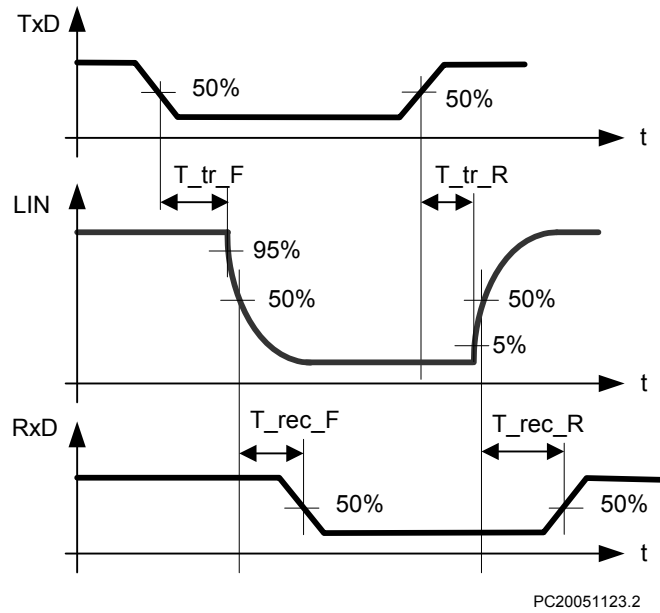 TxD
50%
50%
t
T_tr_F
T_tr_R
LIN
95%
50%
50%
5%
t
RxD
T_rec_F
T_rec_R
50%
50%
t
PC20051123.2